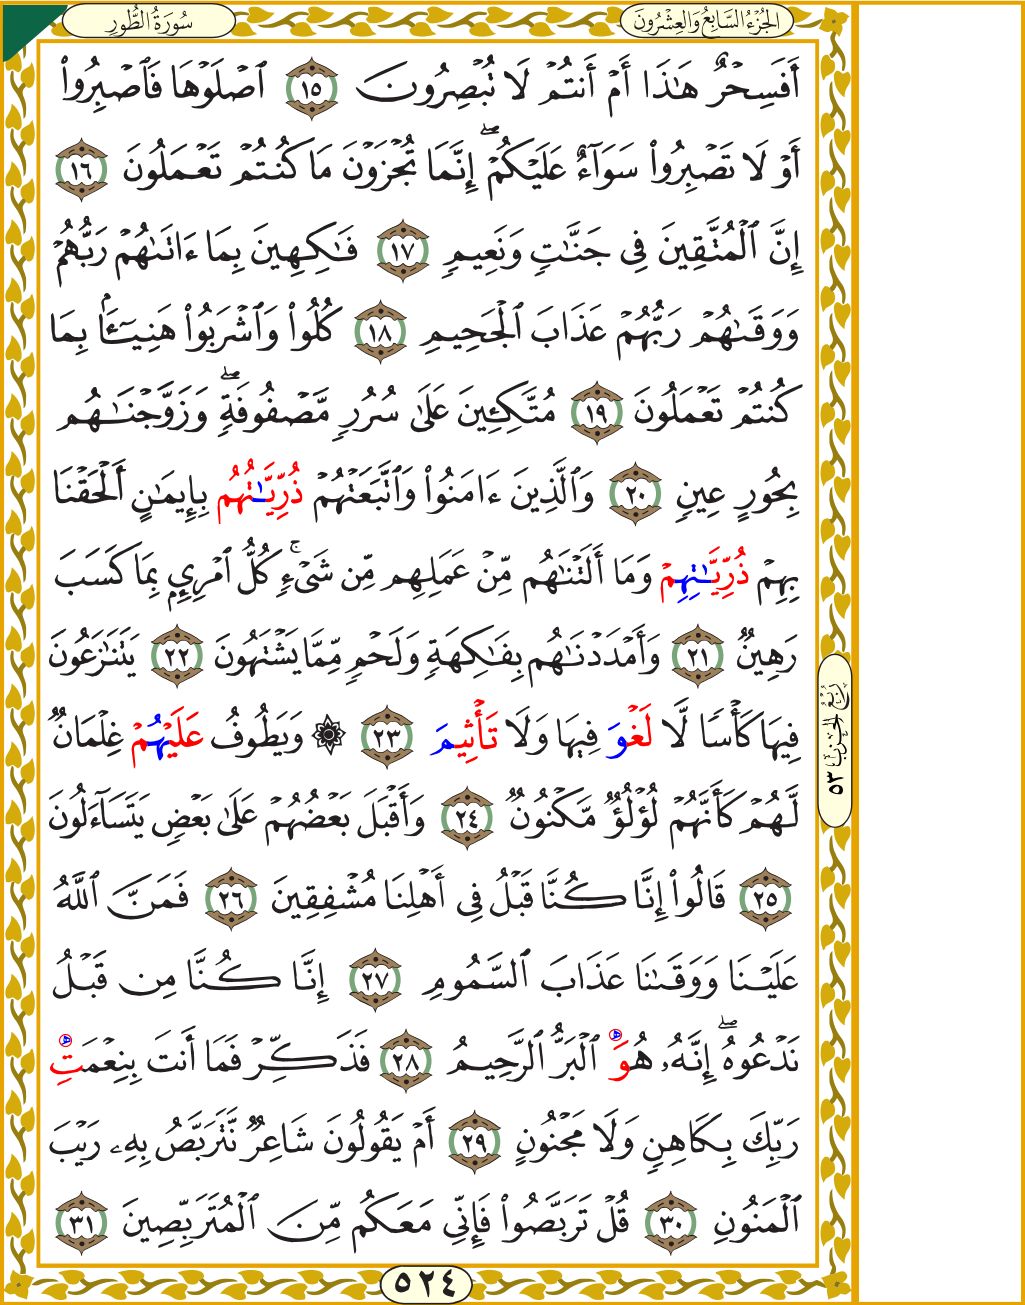 سُورَةُ الطُّورِ
الجُزْءُ السَّابِعُ وَالعِشْرُونَ
أَفَسِحْرٌ هَٰذَآ أَمْ أَنتُمْ لَا تُبْصِرُونَ ١٥ ٱصْلَوْهَا فَٱصْبِرُوا۟
أَوْ لَا تَصْبِرُوا۟ سَوَآءٌ عَلَيْكُمْۖ إِنَّمَا تُجْزَوْنَ مَا كُنتُمْ تَعْمَلُونَ ١٦
إِنَّ ٱلْمُتَّقِينَ فِى جَنَّٰتٍ وَنَعِيمٍ ١٧ فَٰكِهِينَ بِمَا ءَاتَىٰهُمْ رَبُّهُمْ
وَوَقَىٰهُمْ رَبُّهُمْ عَذَابَ ٱلْجَحِيمِ ١٨ كُلُوا۟ وَٱشْرَبُوا۟ هَنِيٓـًٔا بِمَا
كُنتُمْ تَعْمَلُونَ ١٩ مُتَّكِـِٔينَ عَلَىٰ سُرُرٍ مَّصْفُوفَةٍۖ وَزَوَّجْنَٰهُم
بِحُورٍ عِينٍ ٢٠ وَٱلَّذِينَ ءَامَنُوا۟ وَٱتَّبَعَتْهُمْ ذُرِّيَّٰتُهُم بِإِيمَٰنٍ أَلْحَقْنَا
بِهِمْ ذُرِّيَّٰتِهِمْ وَمَآ أَلَتْنَٰهُم مِّنْ عَمَلِهِم مِّن شَىْءٍۚ كُلُّ ٱمْرِئٍۭ بِمَا كَسَبَ
رَهِينٌ ٢١ وَأَمْدَدْنَٰهُم بِفَٰكِهَةٍ وَلَحْمٍ مِّمَّا يَشْتَهُونَ ٢٢ يَتَنَٰزَعُونَ
فِيهَا كَأْسًا لَّا لَغْوَ فِيهَا وَلَا تَأْثِيمَ ٢٣ ۞ وَيَطُوفُ عَلَيْهُمْ غِلْمَانٌ
لَّهُمْ كَأَنَّهُمْ لُؤْلُؤٌ مَّكْنُونٌ ٢٤ وَأَقْبَلَ بَعْضُهُمْ عَلَىٰ بَعْضٍ يَتَسَآءَلُونَ
٢٥ قَالُوٓا۟ إِنَّا كُنَّا قَبْلُ فِىٓ أَهْلِنَا مُشْفِقِينَ ٢٦ فَمَنَّ ٱللَّهُ
عَلَيْنَا وَوَقَىٰنَا عَذَابَ ٱلسَّمُومِ ٢٧ إِنَّا كُنَّا مِن قَبْلُ
نَدْعُوهُۖ إِنَّهُۥ هُوَ ٱلْبَرُّ ٱلرَّحِيمُ ٢٨ فَذَكِّرْ فَمَآ أَنتَ بِنِعْمَتِ
رَبِّكَ بِكَاهِنٍ وَلَا مَجْنُونٍ ٢٩ أَمْ يَقُولُونَ شَاعِرٌ نَّتَرَبَّصُ بِهِۦ رَيْبَ
ٱلْمَنُونِ ٣٠ قُلْ تَرَبَّصُوا۟ فَإِنِّى مَعَكُم مِّنَ ٱلْمُتَرَبِّصِينَ ٣١
رُبْعُ الحِزْبِ ٥٣
٥٢٤